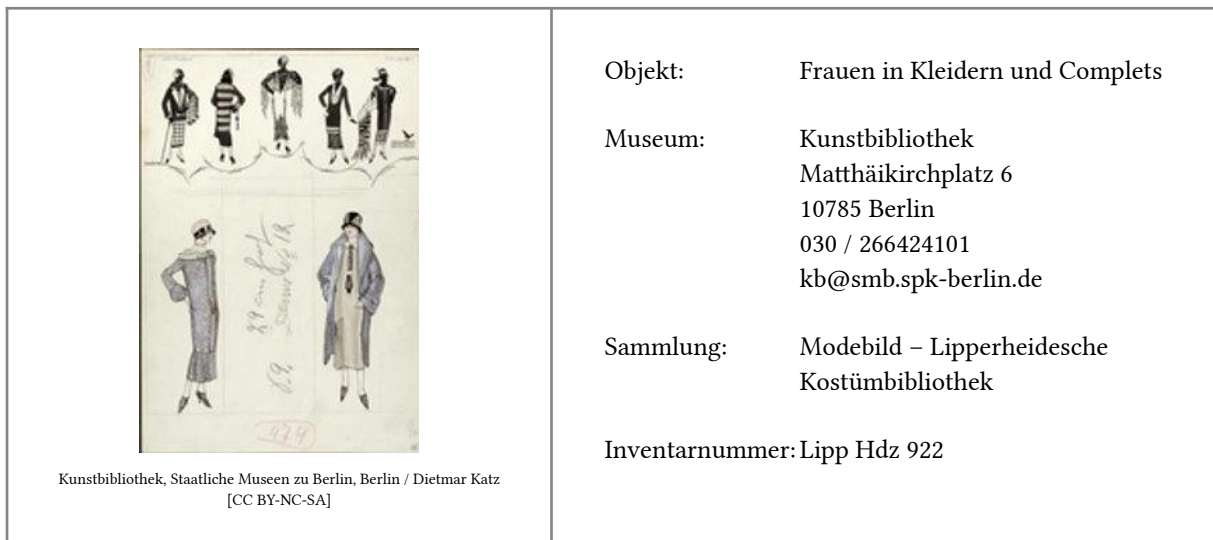 474
Kunstbibliothek, Staatliche Museen zu Berlin, Berlin / Dietmar Katz
[CC BY-NC-SA]
Objekt: Frauen in Kleidern und Complets
Museum: Kunstbibliothek
Matthäikirchplatz 6
10785 Berlin
030 / 266424101
kb@smb.spk-berlin.de
Sammlung: Modebild – Lipperheidesche
Kostümbibliothek
Inventarnummer: Lipp Hdz 922